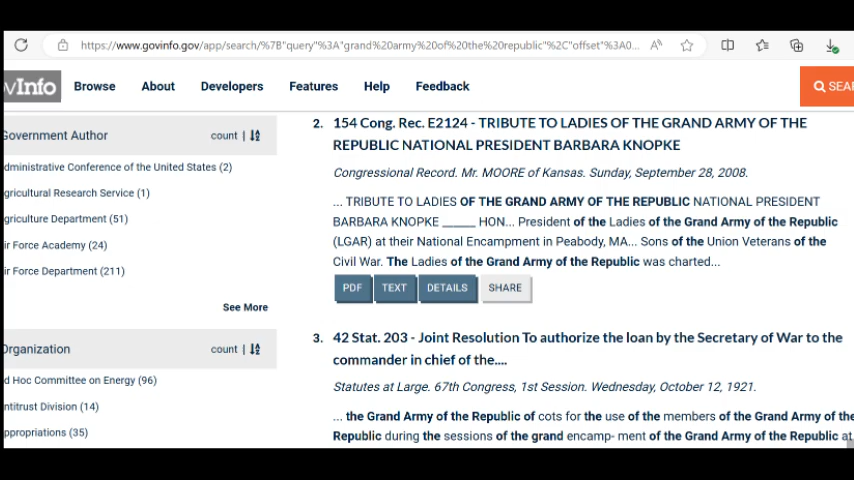 https://www.govinfo.gov/app/search/%7B"query"%3A"grand%20army%20of%20the%20republic"%2C"offset"%3A0...
vInfo Browse About Developers Features Help Feedback SEA
Government Author count
dministrative Conference of the United States (2)
gricultural Research Service (1)
griculture Department (51)
ir Force Academy (24)
ir Force Department (211)
See More
Organization count
d Hoc Committee on Energy (96)
ntitrust Division (14)
ppropriations (35)
2. 154 Cong. Rec. E2124 - TRIBUTE TO LADIES OF THE GRAND ARMY OF THE
REPUBLIC NATIONAL PRESIDENT BARBARA KNOPKE
Congressional Record. Mr. MOORE of Kansas. Sunday, September 28, 2008.
... TRIBUTE TO LADIES OF THE GRAND ARMY OF THE REPUBLIC NATIONAL PRESIDENT
BARBARA KNOPKE ______ HON... President of the Ladies of the Grand Army of the Republic
(LGAR) at their National Encampment in Peabody, MA... Sons of the Union Veterans of the
Civil War. The Ladies of the Grand Army of the Republic was charted...
PDF TEXT DETAILS SHARE
3. 42 Stat. 203 - Joint Resolution To authorize the loan by the Secretary of War to the
commander in chief of the....
Statutes at Large. 67th Congress, 1st Session. Wednesday, October 12, 1921.
... the Grand Army of the Republic of cots for the use of the members of the Grand Army of the
Republic during the sessions of the grand encamp- ment of the Grand Army of the Republic at